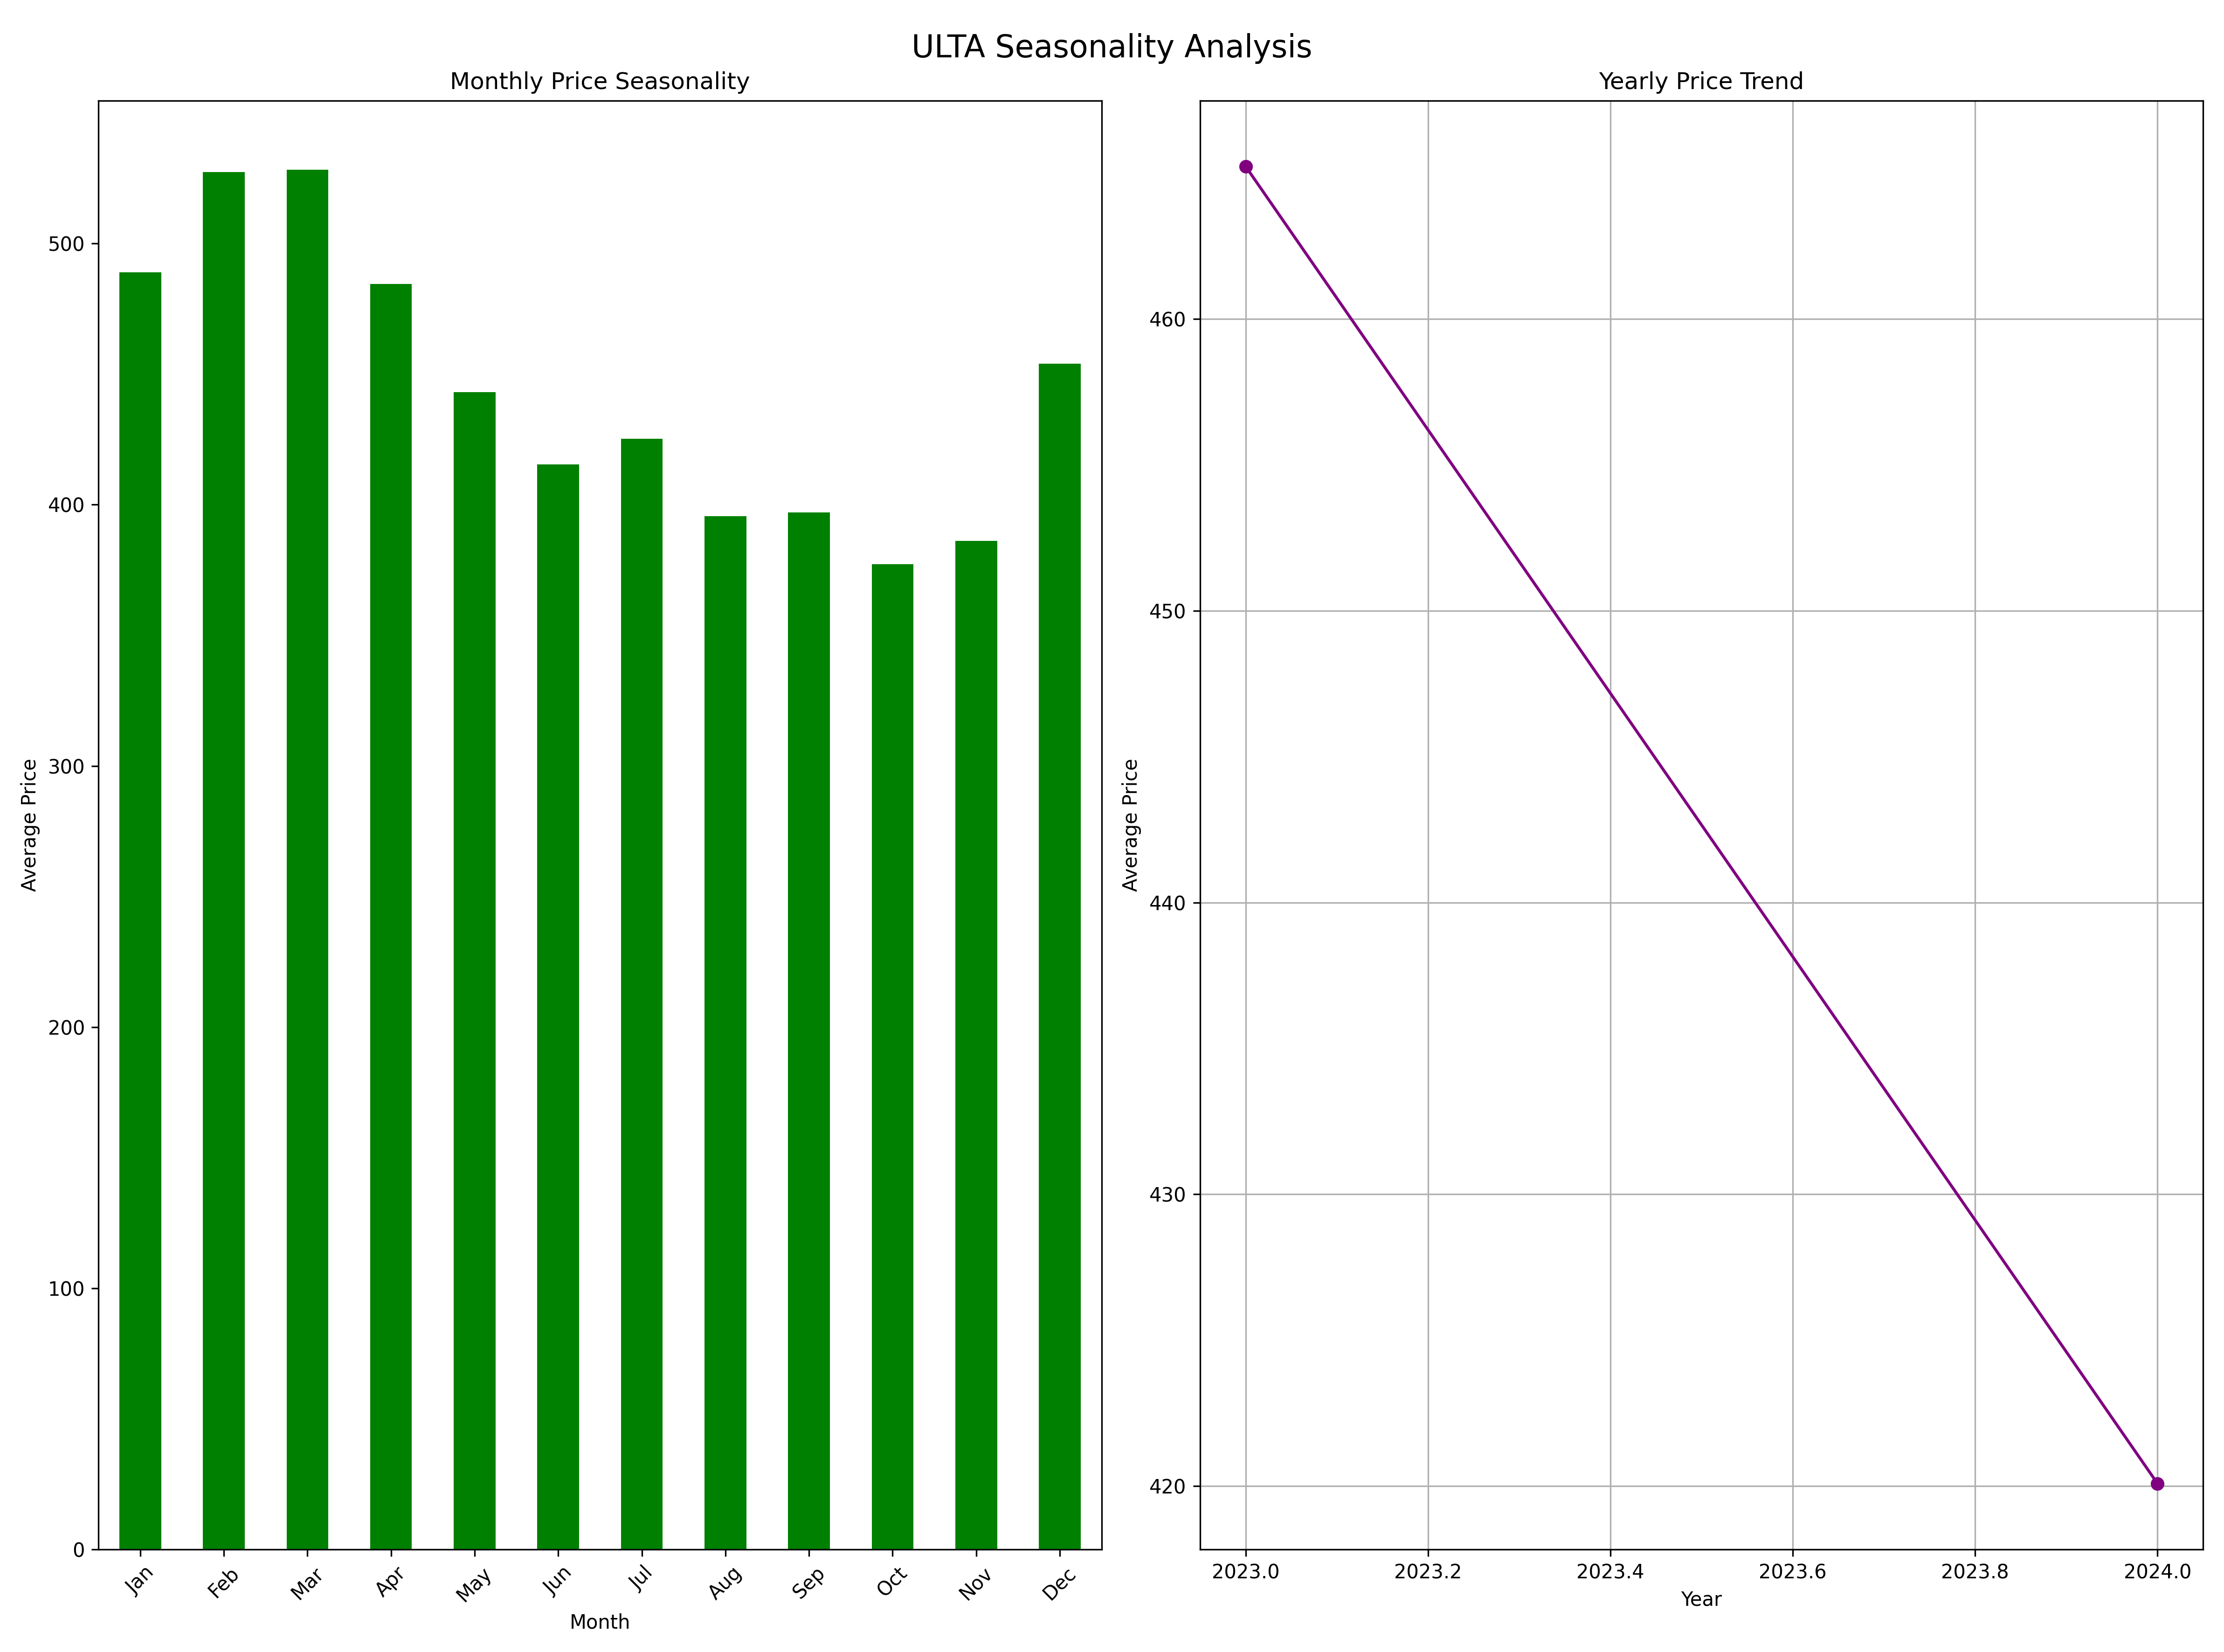 ULTA Seasonality Analysis
Monthly Price Seasonality
Average Price
500
400
300
200
100
0
Jan
Feb
Mar
Apr
May
Jun
Jul
Aug
Sep
Oct
Nov
Dec
Month
Yearly Price Trend
Average Price
460
450
440
430
420
2023.0
2023.2
2023.4
2023.6
2023.8
2024.0
Year